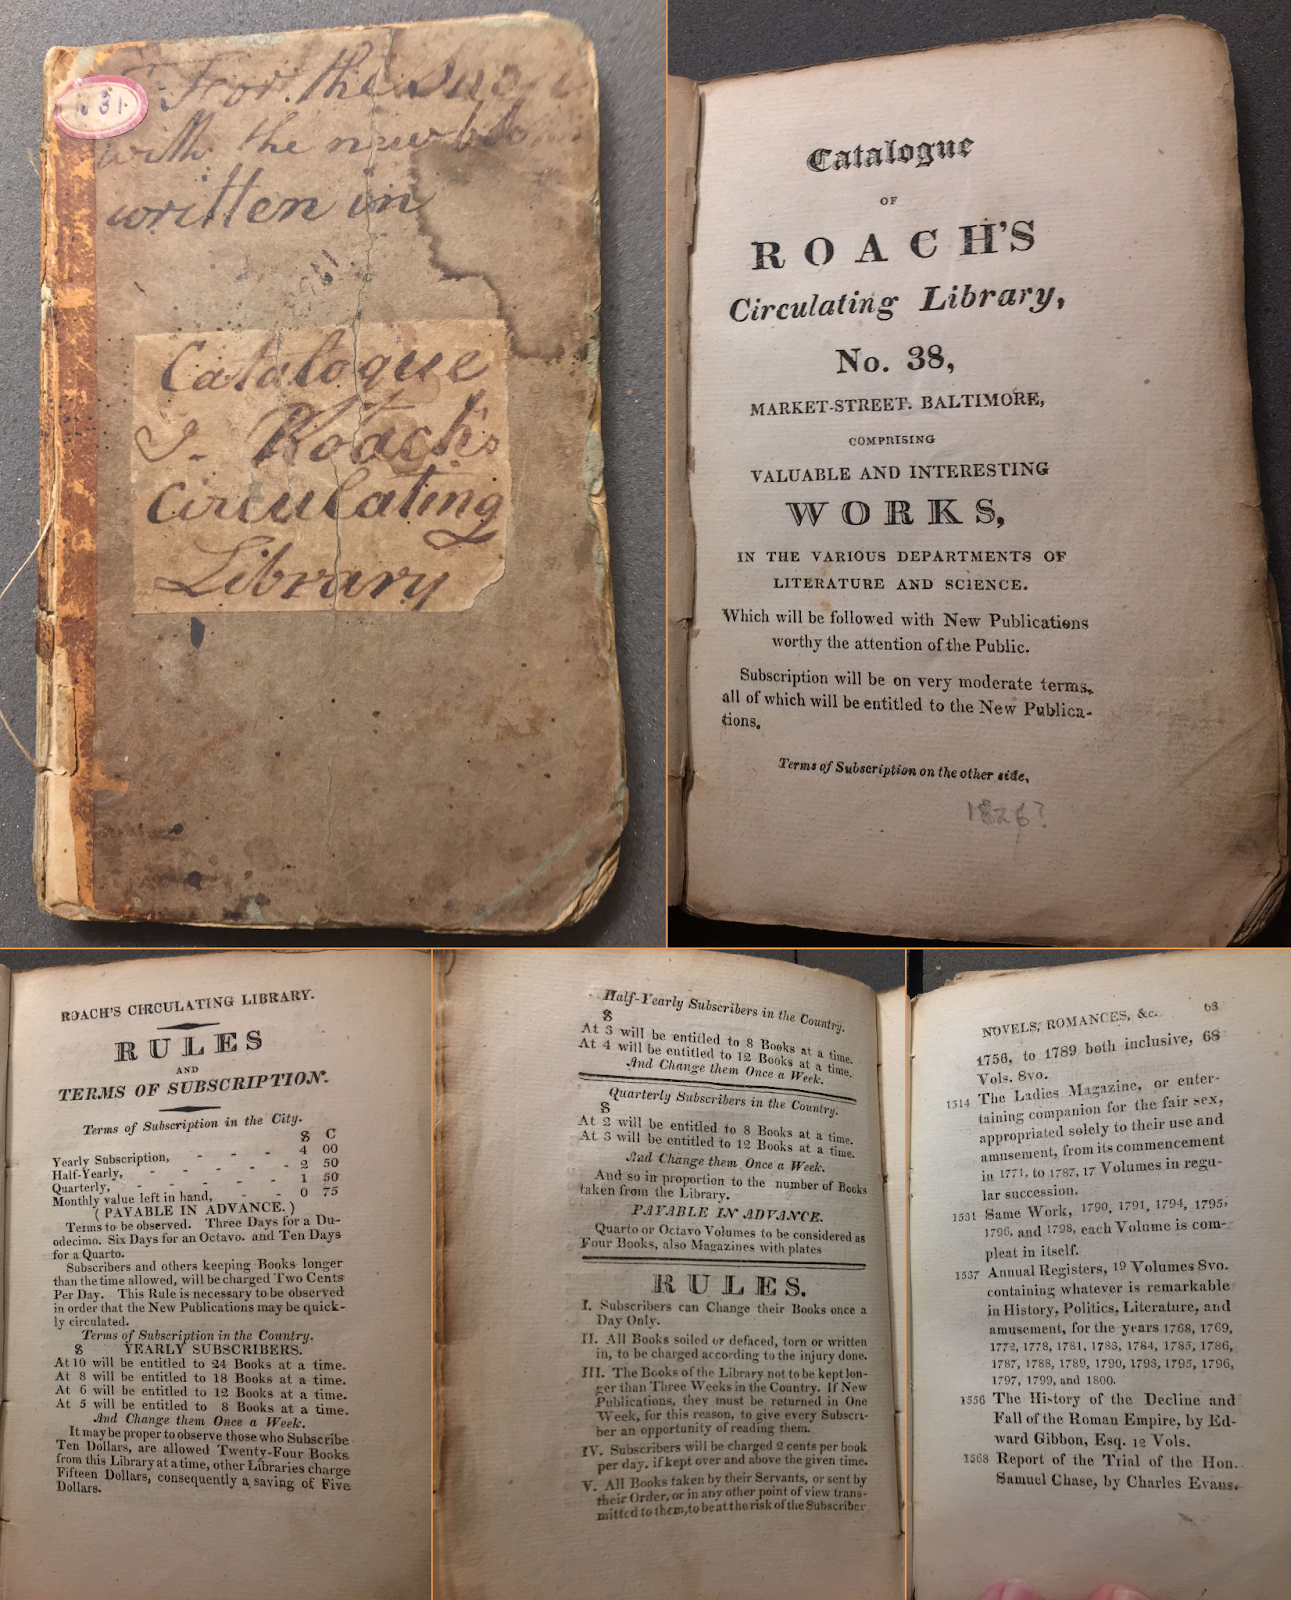 31
For the
with the new
written in
Catalogue
J. Roach's
circulating
Library
Catalogue
OF
ROACH'S
Circulating Library,
No. 38,
MARKET-STREET. BALTIMORE,
COMPRISING
VALUABLE AND INTERESTING
WORKS,
IN THE VARIOUS DEPARTMENTS OF
LITERATURE AND SCIENCE.
Which will be followed with New Publications
worthy the attention of the Public.
Subscription will be on very moderate terms,
all of which will be entitled to the New Publica-
tions.
Terms of Subscription on the other side,
ROACH'S CIRCULATING LIBRARY.
RULES
AND
TERMS OF SUBSCRIPTION.
Terms of Subscription in the City.
$ C
Yearly Subscription, - - - 4 00
Half-Yearly, - - - - - 2 50
Quarterly, - - - - - 1 50
Monthly value left in hand, - - 0 75
( PAYABLE IN ADVANCE. )
Terms to be observed. Three Days for a Du-
odecimo. Six Days for an Octavo. and Ten Days
for a Quarto.
Subscribers and others keeping Books longer
than the time allowed, will be charged Two Cents
Per Day. This Rule is necessary to be observed
in order that the New Publications may be quick-
ly circulated.
Terms of Subscription in the Country.
$ YEARLY SUBSCRIBERS.
At 10 will be entitled to 24 Books at a time.
At 8 will be entitled to 18 Books at a time.
At 6 will be entitled to 12 Books at a time.
At 5 will be entitled to 8 Books at a time.
And Change them Once a Week.
It may be proper to observe those who Subscribe
Ten Dollars, are allowed Twenty-Four Books
from this Library at a time, other Libraries charge
Fifteen Dollars, consequently a saving of Five
Dollars.
Half-Yearly Subscribers in the Country.
$
At 3 will be entitled to 8 Books at a time.
At 4 will be entitled to 12 Books at a time.
And Change them Once a Week.
Quarterly Subscribers in the Country.
$
At 2 will be entitled to 8 Books at a time.
At 3 will be entitled to 12 Books at a time.
And Change them Once a Week.
And so in proportion to the number of Books
taken from the Library.
PAYABLE IN ADVANCE.
Quarto or Octavo Volumes to be considered as
Four Books, also Magazines with plates
RULES.
I. Subscribers can Change their Books once a
Day Only.
II. All Books soiled or defaced, torn or written
in, to be charged according to the injury done.
III. The Books of the Library not to be kept lon-
ger than Three Weeks in the Country. If New
Publications, they must be returned in One
Week, for this reason, to give every Subscri-
ber an opportunity of reading them.
IV. Subscribers will be charged 2 cents per book
per day, if kept over and above the given time.
V. All Books taken by their Servants, or sent by
their Order, or in any other point of view trans-
mitted to them, to be at the risk of the Subscriber
NOVELS, ROMANCES, &c. 63
1756, to 1789 both inclusive, 68
Vols. 8vo.
1514 The Ladies Magazine, or enter-
taining companion for the fair sex,
appropriated solely to their use and
amusement, from its commencement
in 1771, to 1787, 17 Volumes in regu-
lar succession.
1531 Same Work, 1790, 1791, 1794, 1795,
1796, and 1798, each Volume is com-
pleat in itself.
1537 Annual Registers, 19 Volumes 8vo.
containing whatever is remarkable
in History, Politics, Literature, and
amusement, for the years 1768, 1769,
1772, 1778, 1781, 1783, 1784, 1785, 1786,
1787, 1788, 1789, 1790, 1793, 1795, 1796,
1797, 1799, and 1800.
1556 The History of the Decline and
Fall of the Roman Empire, by Ed-
ward Gibbon, Esq. 12 Vols.
1568 Report of the Trial of the Hon.
Samuel Chase, by Charles Evans.